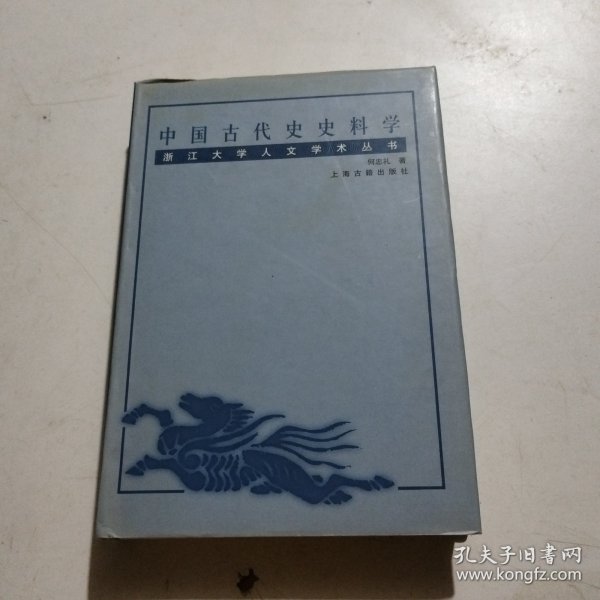 中国古代史史料学
浙江大学人文学术丛书
何忠礼 著
上海古籍出版社
孔夫子旧书网
www.kongfz.com